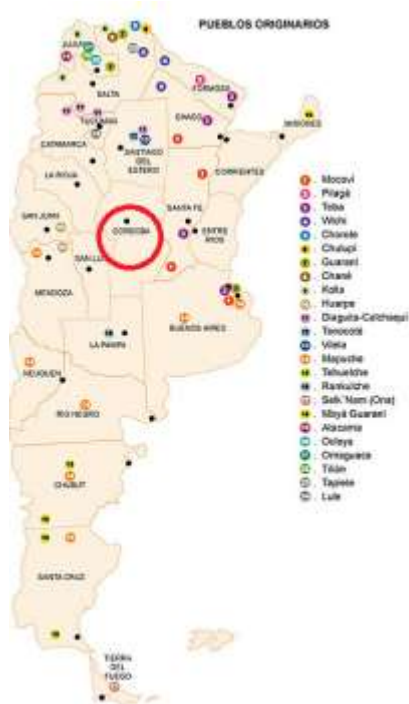 PUEBLOS ORIGINARIOS
JUJUY
SALTA
FORMOSA
CHACO
MISIONES
TUCUMAN
CATAMARCA
SANTIAGO
DEL
ESTERO
CORRIENTES
LA RIOJA
SANTA FE
SAN JUAN
CORDOBA
ENTRE
RIOS
SAN LUIS
MENDOZA
BUENOS AIRES
LA PAMPA
NEUQUEN
RIO NEGRO
CHUBUT
SANTA CRUZ
TIERRA
DEL
FUEGO
Mocoví
Pilagá
Toba
Wichí
Chorote
Chulupí
Guaraní
Chané
Kolla
Huarpe
Diaguita-Calchaquí
Tonocoté
Vilela
Mapuche
Tehuelche
Rankulche
Selk´Nam (Ona)
Mbyá Guaraní
Atacama
Ocloya
Omaguaca
Tilián
Tapiete
Lule